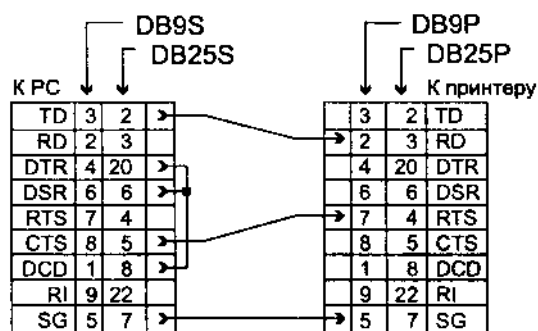 DB9S DB9P
DB25S DB25P
К PC К принтеру
TD 3 2 3 2 TD
RD 2 3 2 3 RD
DTR 4 20 4 20 DTR
DSR 6 6 6 6 DSR
RTS 7 4 7 4 RTS
CTS 8 5 8 5 CTS
DCD 1 8 1 8 DCD
RI 9 22 9 22 RI
SG 5 7 5 7 SG